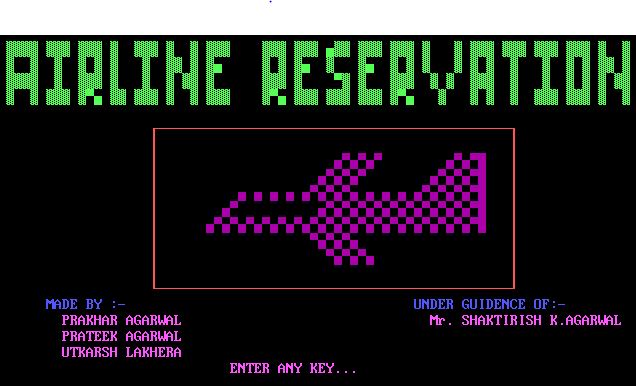 AIRLINE RESERVATION
MADE BY :-
UNDER GUIDENCE OF:-
PRAKHAR AGARWAL
Mr. SHAKTIRISH K.AGARWAL
PRATEEK AGARWAL
UTKARSH LAKHERA
ENTER ANY KEY...